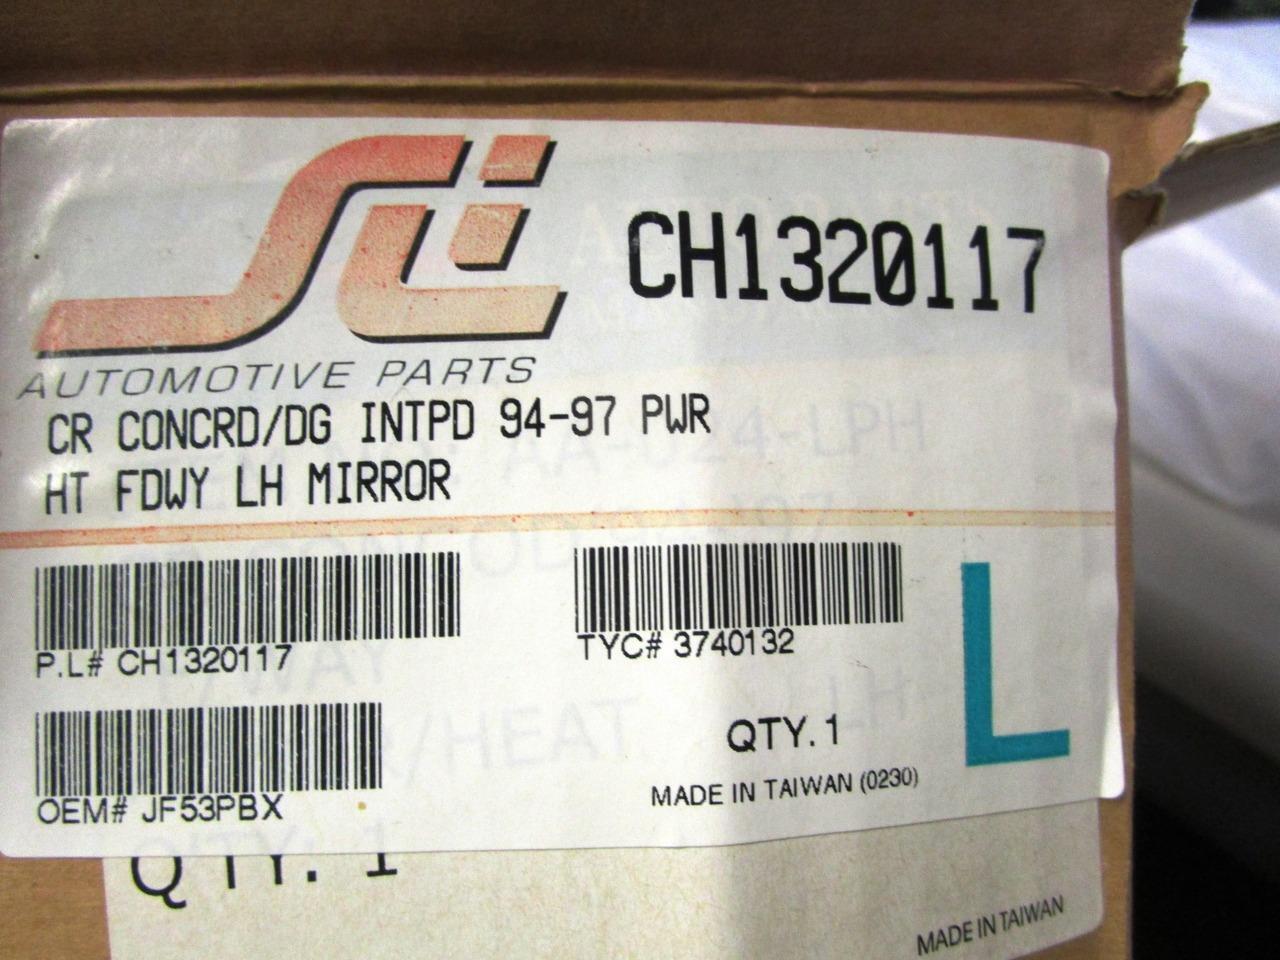 Sti
CH1320117
AUTOMOTIVE PARTS
CR CONCRD/DG INTPD 94-97 PWR
HT FDWY LH MIRROR
P.L# CH1320117
TYC# 3740132
L
OEM# JF53PBX
QTY. 1
MADE IN TAIWAN (0230)
QTY. 1
MADE IN TAIWAN